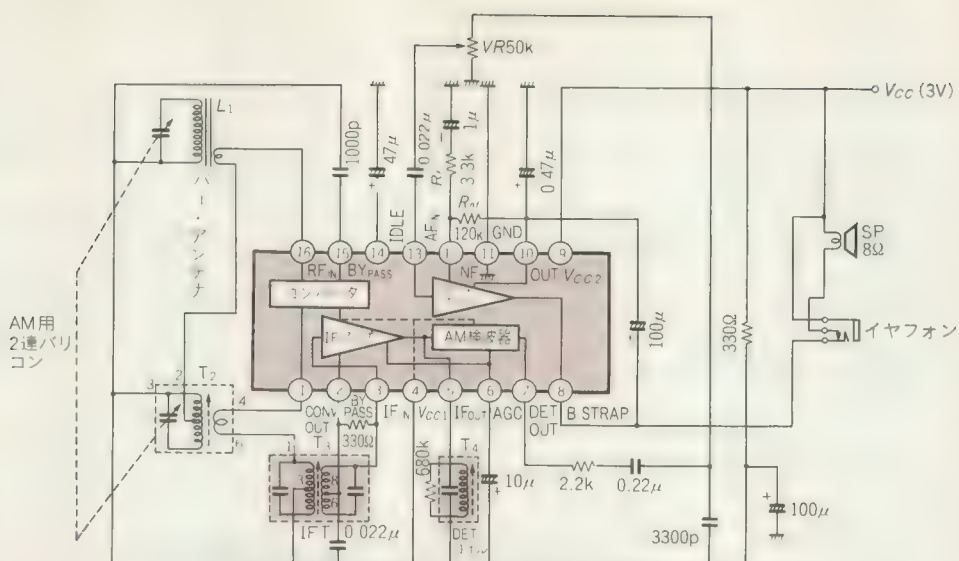 VR50k
L1
バー・アンテナ
1000p
47μ
0.022μ
1μ
3.3k
0.47μ
VCC (3V)
IDLE
AFIN
120k
GND
16
15
14
13
11
10
9
RFIN
BYPASS
NF
OUT
VCC2
コンバータ
IF
AM検波器
SP
8Ω
イヤフォン
100μ
330Ω
AM用
2連バリ
コン
3
2
T2
4
6
1
2
3
4
5
6
7
8
CONV
OUT
BY
PASS
IFIN
VCC1
IFOUT
AGC
DET
OUT
B STRAP
T3
330Ω
680k
T4
10μ
2.2k
0.22μ
100μ
IFT
0.022μ
DET
3300p